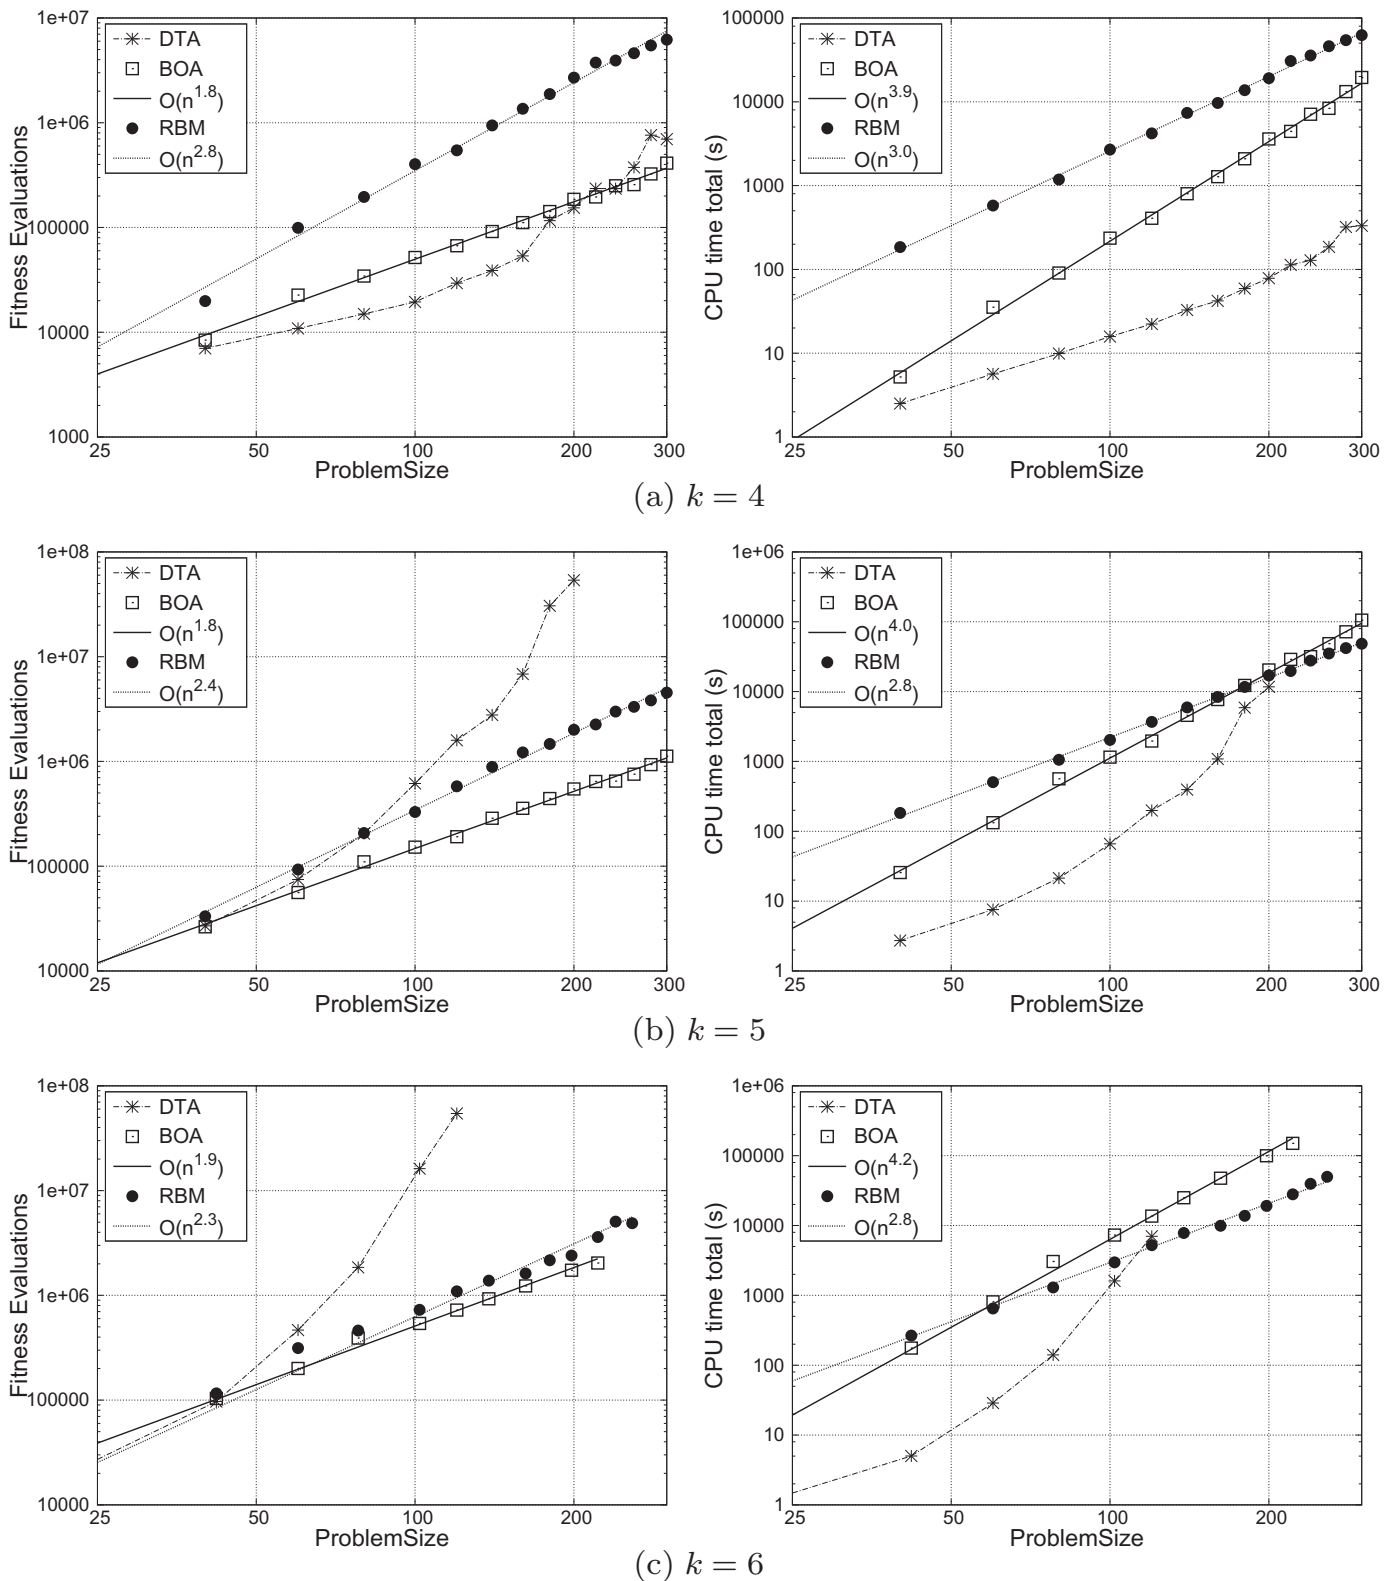 1e+07
1e+06
100000
10000
1000
Fitness Evaluations
DTA
BOA
O(n^1.8)
RBM
O(n^2.8)
25 50 100 200 300
ProblemSize
100000
10000
1000
100
10
1
CPU time total (s)
DTA
BOA
O(n^3.9)
RBM
O(n^3.0)
25 50 100 200 300
ProblemSize
(a) k = 4
1e+08
1e+07
1e+06
100000
10000
Fitness Evaluations
DTA
BOA
O(n^1.8)
RBM
O(n^2.4)
25 50 100 200 300
ProblemSize
1e+06
100000
10000
1000
100
10
1
CPU time total (s)
DTA
BOA
O(n^4.0)
RBM
O(n^2.8)
25 50 100 200 300
ProblemSize
(b) k = 5
1e+08
1e+07
1e+06
100000
10000
Fitness Evaluations
DTA
BOA
O(n^1.9)
RBM
O(n^2.3)
25 50 100 200
ProblemSize
1e+06
100000
10000
1000
100
10
1
CPU time total (s)
DTA
BOA
O(n^4.2)
RBM
O(n^2.8)
25 50 100 200
ProblemSize
(c) k = 6